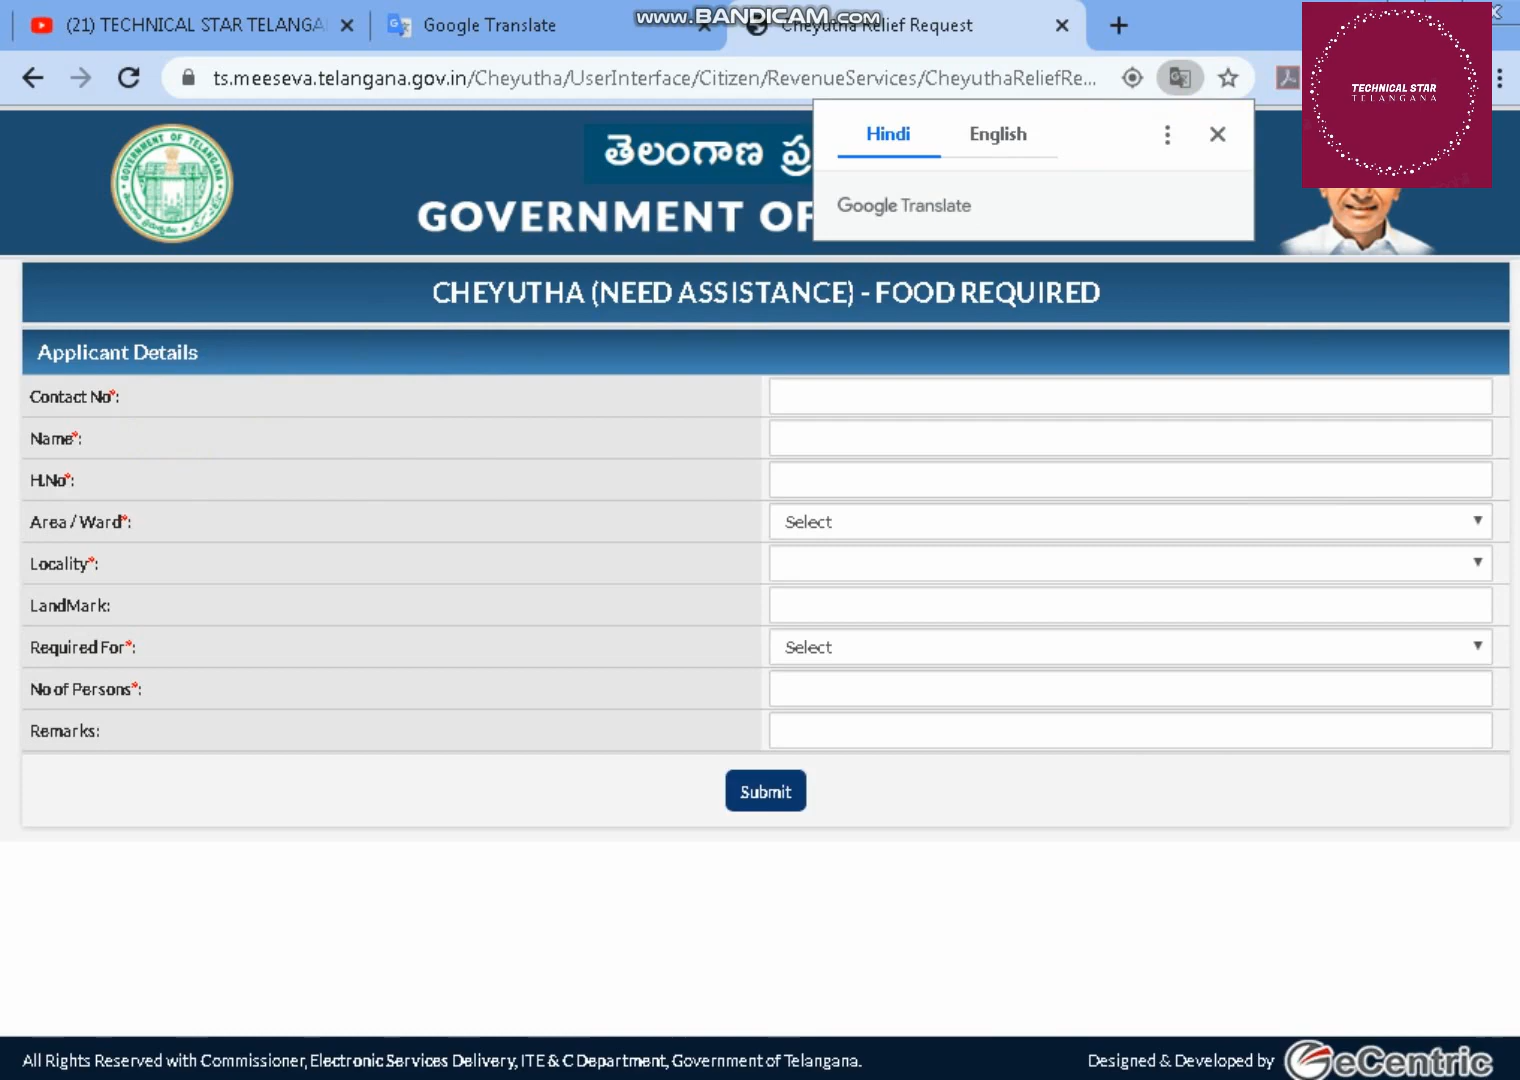 www.BANDICAM.com
(21) TECHNICAL STAR TELANGA
Google Translate
Cheyutha Relief Request
ts.meeseva.telangana.gov.in/Cheyutha/UserInterface/Citizen/RevenueServices/CheyuthaReliefRe...
TECHNICAL STAR
TELANGANA
Hindi
English
Google Translate
తెలంగాణ ప్ర
GOVERNMENT OF
CHEYUTHA (NEED ASSISTANCE) - FOOD REQUIRED
Applicant Details
Contact No*:
Name*:
H.No*:
Area / Ward*:
Select
Locality*:
LandMark:
Required For*:
Select
No of Persons*:
Remarks:
Submit
All Rights Reserved with Commissioner, Electronic Services Delivery, ITE & C Department, Government of Telangana.
Designed & Developed by
eCentric